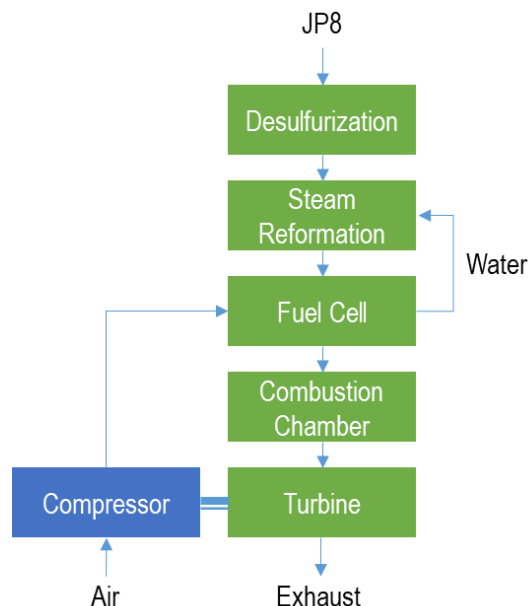 JP8
Desulfurization
Steam
Reformation
Water
Fuel Cell
Combustion
Chamber
Compressor
Turbine
Air
Exhaust